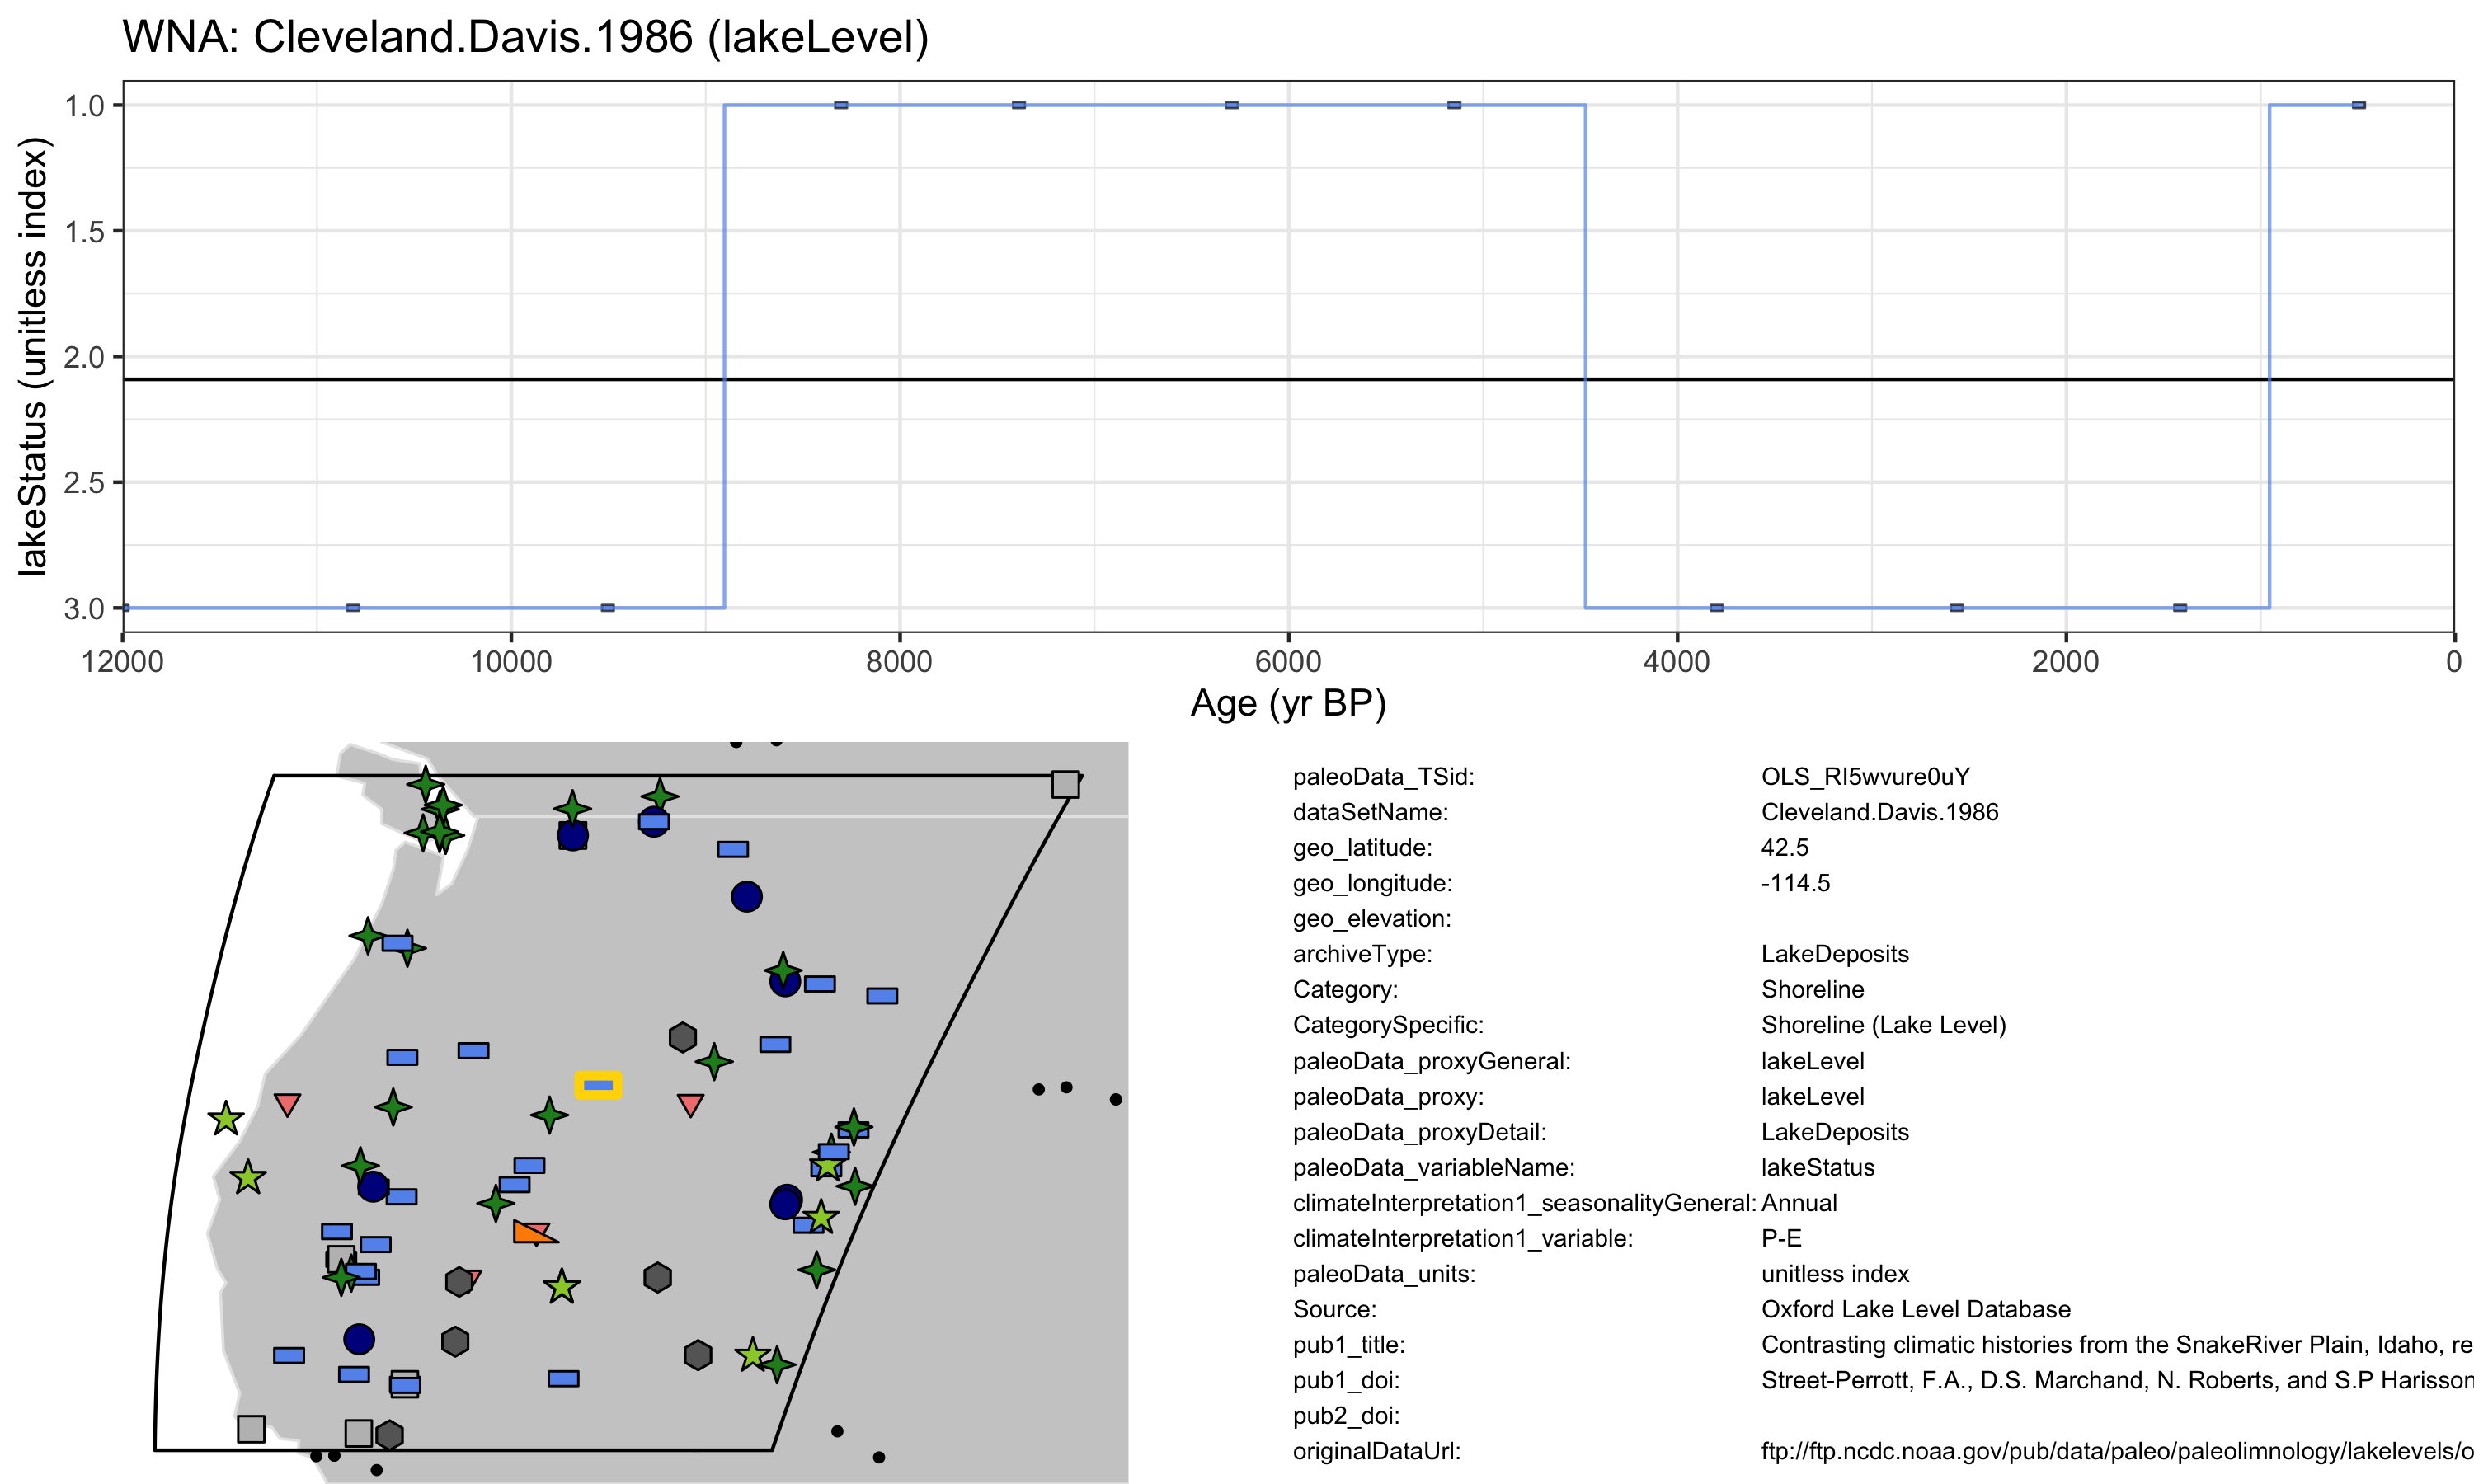 WNA: Cleveland.Davis.1986 (lakeLevel)
lakeStatus (unitless index)
1.0
1.5
2.0
2.5
3.0
12000 10000 8000 6000 4000 2000 0
Age (yr BP)
paleoData_TSid: OLS_RI5wvure0uY
dataSetName: Cleveland.Davis.1986
geo_latitude: 42.5
geo_longitude: -114.5
geo_elevation:
archiveType: LakeDeposits
Category: Shoreline
CategorySpecific: Shoreline (Lake Level)
paleoData_proxyGeneral: lakeLevel
paleoData_proxy: lakeLevel
paleoData_proxyDetail: LakeDeposits
paleoData_variableName: lakeStatus
climateInterpretation1_seasonalityGeneral: Annual
climateInterpretation1_variable: P-E
paleoData_units: unitless index
Source: Oxford Lake Level Database
pub1_title: Contrasting climatic histories from the SnakeRiver Plain, Idaho, re
pub1_doi: Street-Perrott, F.A., D.S. Marchand, N. Roberts, and S.P Harisson
pub2_doi:
originalDataUrl: ftp://ftp.ncdc.noaa.gov/pub/data/paleo/paleolimnology/lakelevels/o